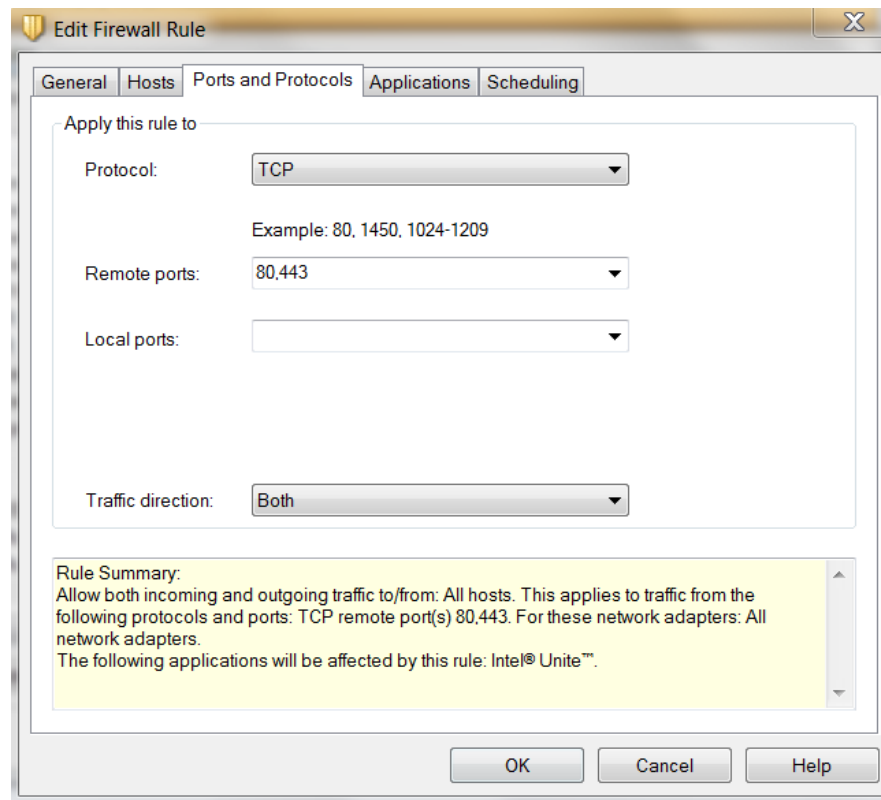 Edit Firewall Rule
General Hosts Ports and Protocols Applications Scheduling
Apply this rule to
Protocol: TCP
Example: 80, 1450, 1024-1209
Remote ports: 80,443
Local ports:
Traffic direction: Both
Rule Summary:
Allow both incoming and outgoing traffic to/from: All hosts. This applies to traffic from the
following protocols and ports: TCP remote port(s) 80,443. For these network adapters: All
network adapters.
The following applications will be affected by this rule: Intel® Unite™.
OK Cancel Help